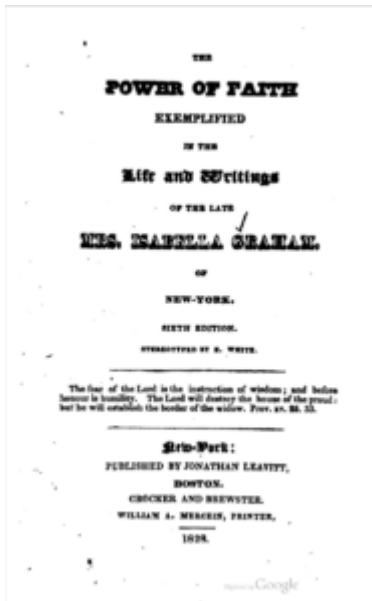 THE
POWER OF FAITH
EXEMPLIFIED
IN THE
Life and Writings
OF THE LATE
MRS. ISABELLA GRAHAM,
OF
NEW-YORK.
SIXTH EDITION.
STEREOTYPED BY E. WHITE.
The fear of the Lord is the instruction of wisdom; and before
honour is humility. The Lord will destroy the house of the proud:
but he will establish the border of the widow. Prov. xv. 25. 33.
New-York:
PUBLISHED BY JONATHAN LEAVITT,
BOSTON.
CROCKER AND BREWSTER.
WILLIAM A. MERCEIN, PRINTER,
1828.
Google